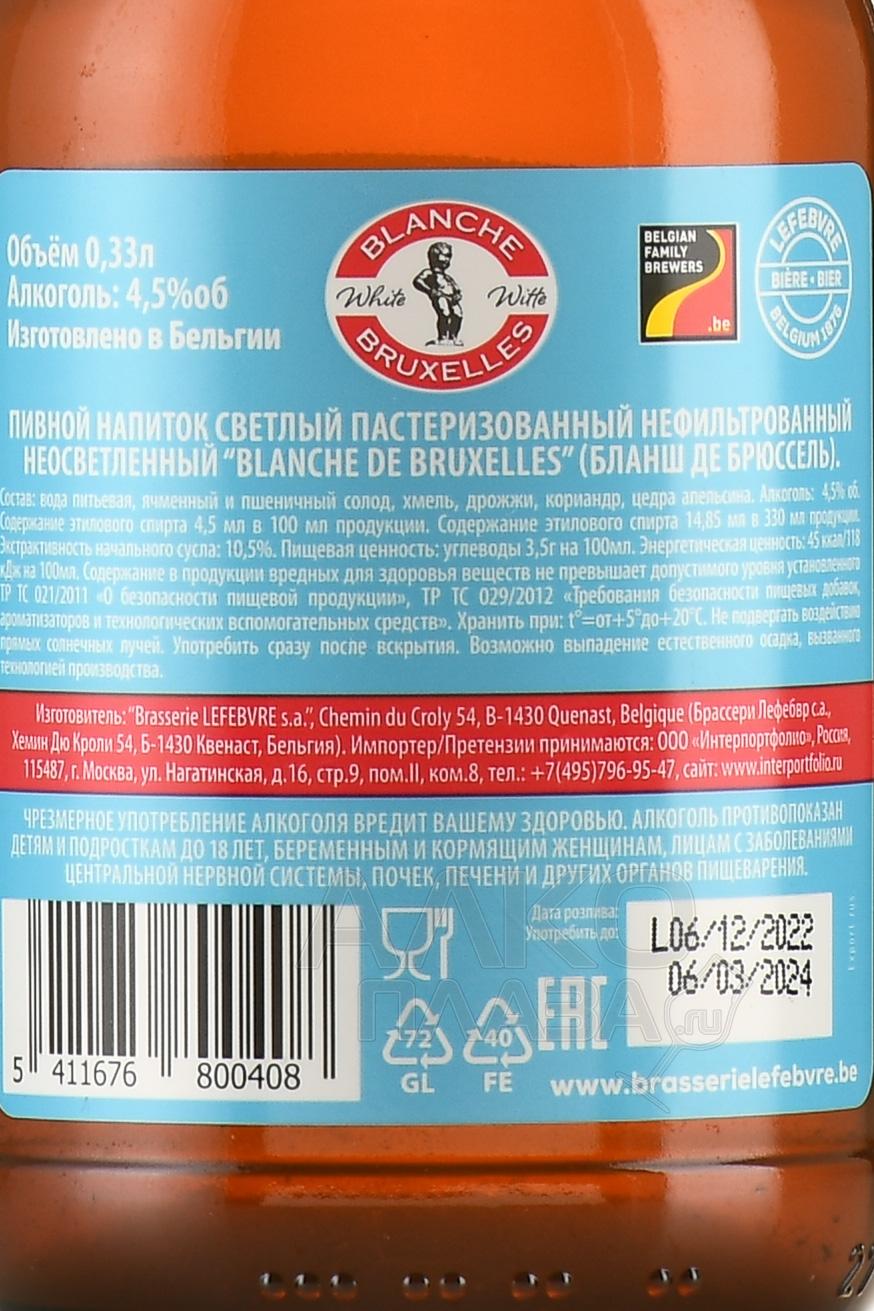 Объём 0,33л
Алкоголь: 4,5%об
Изготовлено в Бельгии
BLANCHE
White Witte
BRUXELLES
BELGIAN
FAMILY
BREWERS
.be
LEFEBVRE
BIÈRE • BIER
BELGIUM 1876
ПИВНОЙ НАПИТОК СВЕТЛЫЙ ПАСТЕРИЗОВАННЫЙ НЕФИЛЬТРОВАННЫЙ
НЕОСВЕТЛЕННЫЙ “BLANCHE DE BRUXELLES” (БЛАНШ ДЕ БРЮССЕЛЬ).
Состав: вода питьевая, ячменный и пшеничный солод, хмель, дрожжи, кориандр, цедра апельсина. Алкоголь: 4,5% об.
Содержание этилового спирта 4,5 мл в 100 мл продукции. Содержание этилового спирта 14,85 мл в 330 мл продукции.
Экстрактивность начального сусла: 10,5%. Пищевая ценность: углеводы 3,5г на 100мл. Энергетическая ценность: 45 ккал/118
кДж на 100мл. Содержание в продукции вредных для здоровья веществ не превышает допустимого уровня установленного
ТР ТС 021/2011 «О безопасности пищевой продукции», ТР ТС 029/2012 «Требования безопасности пищевых добавок,
ароматизаторов и технологических вспомогательных средств». Хранить при: t°=от+5°до+20°С. Не подвергать воздействию
прямых солнечных лучей. Употребить сразу после вскрытия. Возможно выпадение естественного осадка, вызванного
технологией производства.
Изготовитель: “Brasserie LEFEBVRE s.a.”, Chemin du Croly 54, B-1430 Quenast, Belgique (Брассери Лефебвр с.а.,
Хемин Дю Кроли 54, Б-1430 Квенаст, Бельгия). Импортер/Претензии принимаются: ООО «Интерпортфолио», Россия,
115487, г. Москва, ул. Нагатинская, д.16, стр.9, пом.II, ком.8, тел.: +7(495)796-95-47, сайт: www.interportfolio.ru
ЧРЕЗМЕРНОЕ УПОТРЕБЛЕНИЕ АЛКОГОЛЯ ВРЕДИТ ВАШЕМУ ЗДОРОВЬЮ. АЛКОГОЛЬ ПРОТИВОПОКАЗАН
ДЕТЯМ И ПОДРОСТКАМ ДО 18 ЛЕТ, БЕРЕМЕННЫМ И КОРМЯЩИМ ЖЕНЩИНАМ, ЛИЦАМ С ЗАБОЛЕВАНИЯМИ
ЦЕНТРАЛЬНОЙ НЕРВНОЙ СИСТЕМЫ, ПОЧЕК, ПЕЧЕНИ И ДРУГИХ ОРГАНОВ ПИЩЕВАРЕНИЯ.
5 411676 800408
72
GL
40
FE
EAC
Дата розлива:
Употребить до:
L06/12/2022
06/03/2024
Export rus
www.brasserielefebvre.be
АЛКО
ПЛАВА.ru